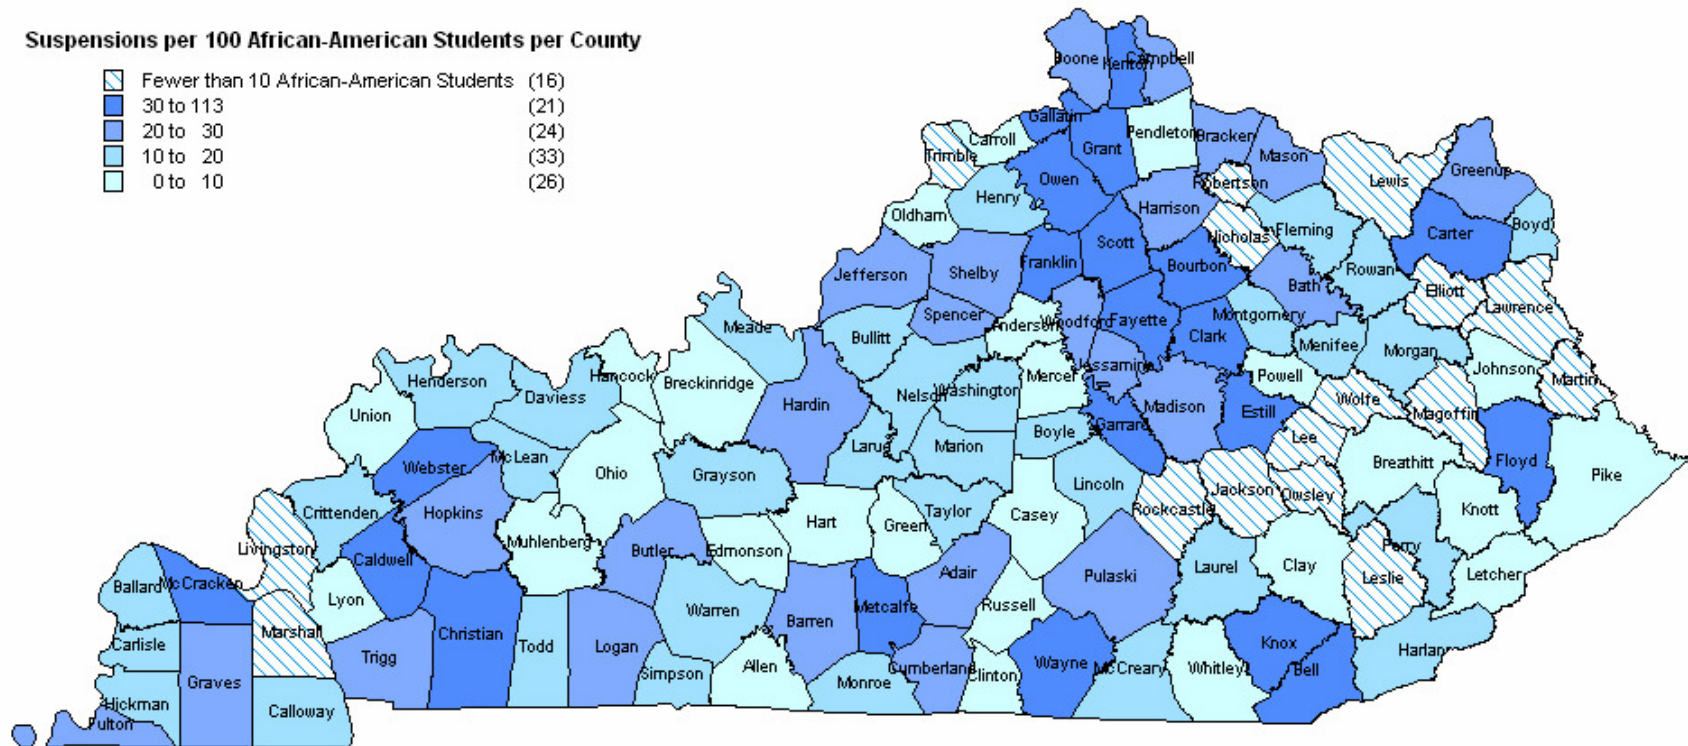 Suspensions per 100 African-American Students per County
Fewer than 10 African-American Students (16)
30 to 113 (21)
20 to 30 (24)
10 to 20 (33)
0 to 10 (26)
Boone
Kenton
Campbell
Gallatin
Carroll
Trimble
Grant
Pendleton
Bracken
Mason
Lewis
Greenup
Owen
Robertson
Henry
Oldham
Harrison
Nicholas
Fleming
Carter
Boyd
Scott
Franklin
Bourbon
Rowan
Jefferson
Shelby
Bath
Elliott
Lawrence
Spencer
Anderson
Woodford
Fayette
Montgomery
Meade
Bullitt
Clark
Menifee
Morgan
Jessamine
Mercer
Powell
Johnson
Martin
Henderson
Hancock
Breckinridge
Daviess
Nelson
Washington
Hardin
Madison
Estill
Wolfe
Magoffin
Union
Garrard
Boyle
Lee
Larue
Marion
Webster
McLean
Ohio
Grayson
Breathitt
Floyd
Pike
Lincoln
Jackson
Owsley
Crittenden
Hopkins
Rockcastle
Knott
Taylor
Casey
Hart
Green
Muhlenberg
Livingston
Butler
Edmonson
Perry
Caldwell
Adair
Pulaski
Laurel
Clay
Leslie
Letcher
Ballard
McCracken
Lyon
Warren
Metcalfe
Russell
Barren
Marshall
Christian
Carlisle
Todd
Logan
Knox
Harlan
Trigg
Simpson
Allen
Wayne
McCreary
Whitley
Bell
Cumberland
Clinton
Monroe
Graves
Hickman
Calloway
Fulton